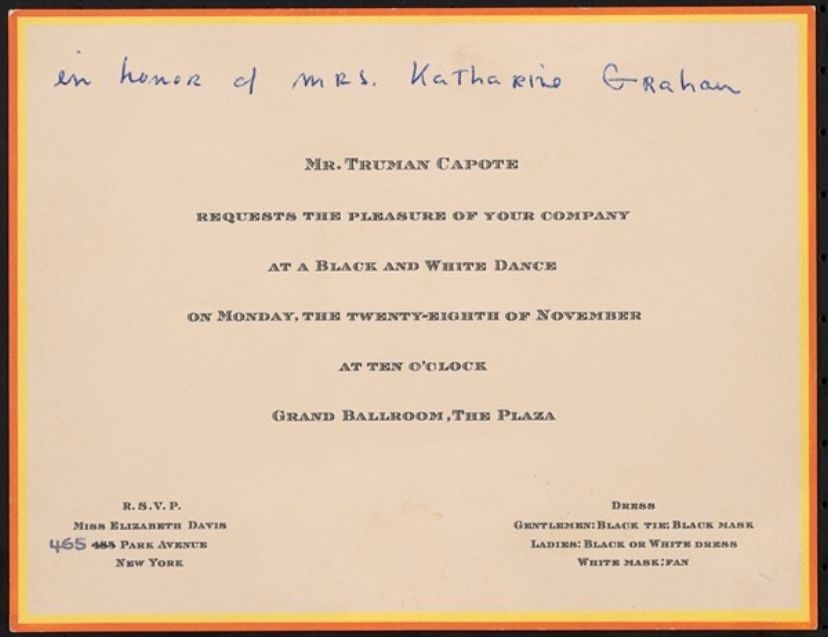 in honor of MRS. Katharine Graham
Mr. Truman Capote
requests the pleasure of your company
at a Black and White Dance
on Monday, the twenty-eighth of November
at ten o'clock
Grand Ballroom, The Plaza
R.S.V.P.
Miss Elizabeth Davis
465 485 Park Avenue
New York
Dress
Gentlemen: Black tie; Black mask
Ladies: Black or White dress
White mask; fan